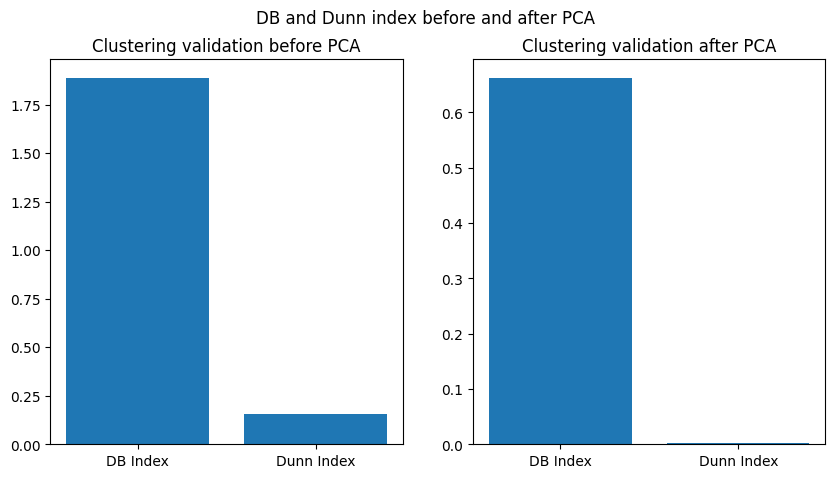 DB and Dunn index before and after PCA
Clustering validation before PCA
1.75
1.50
1.25
1.00
0.75
0.50
0.25
0.00
DB Index
Dunn Index
Clustering validation after PCA
0.6
0.5
0.4
0.3
0.2
0.1
0.0
DB Index
Dunn Index